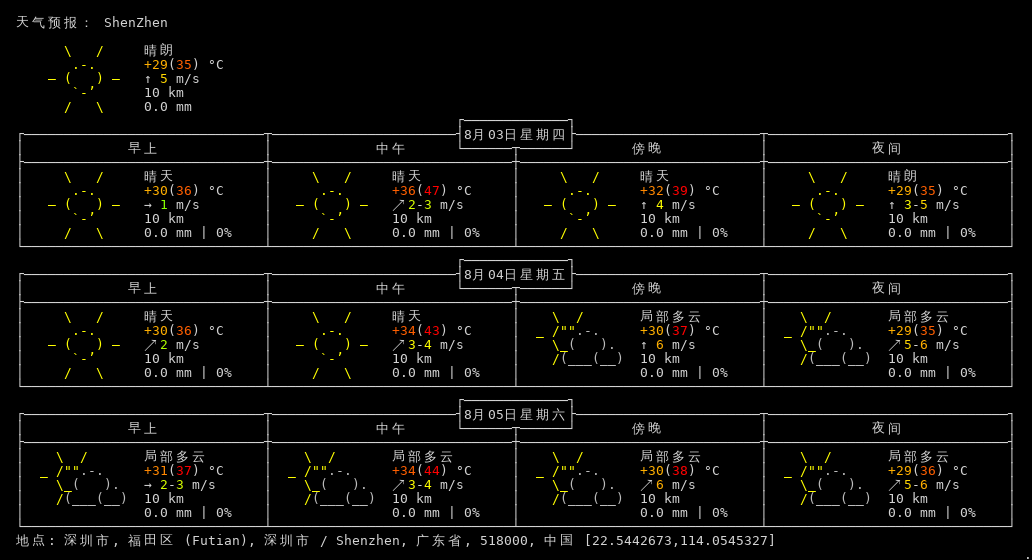 天气预报： ShenZhen
晴朗
+29(35) °C
↑ 5 m/s
10 km
0.0 mm
8月03日星期四
早上 中午 傍晚 夜间
晴天 晴天 晴天 晴朗
+30(36) °C +36(47) °C +32(39) °C +29(35) °C
→ 1 m/s ↗ 2-3 m/s ↑ 4 m/s ↑ 3-5 m/s
10 km 10 km 10 km 10 km
0.0 mm | 0% 0.0 mm | 0% 0.0 mm | 0% 0.0 mm | 0%
8月04日星期五
早上 中午 傍晚 夜间
晴天 晴天 局部多云 局部多云
+30(36) °C +34(43) °C +30(37) °C +29(35) °C
↗ 2 m/s ↗ 3-4 m/s ↑ 6 m/s ↗ 5-6 m/s
10 km 10 km 10 km 10 km
0.0 mm | 0% 0.0 mm | 0% 0.0 mm | 0% 0.0 mm | 0%
8月05日星期六
早上 中午 傍晚 夜间
局部多云 局部多云 局部多云 局部多云
+31(37) °C +34(44) °C +30(38) °C +29(36) °C
→ 2-3 m/s ↗ 3-4 m/s ↗ 6 m/s ↗ 5-6 m/s
10 km 10 km 10 km 10 km
0.0 mm | 0% 0.0 mm | 0% 0.0 mm | 0% 0.0 mm | 0%
地点: 深圳市, 福田区 (Futian), 深圳市 / Shenzhen, 广东省, 518000, 中国 [22.5442673,114.0545327]